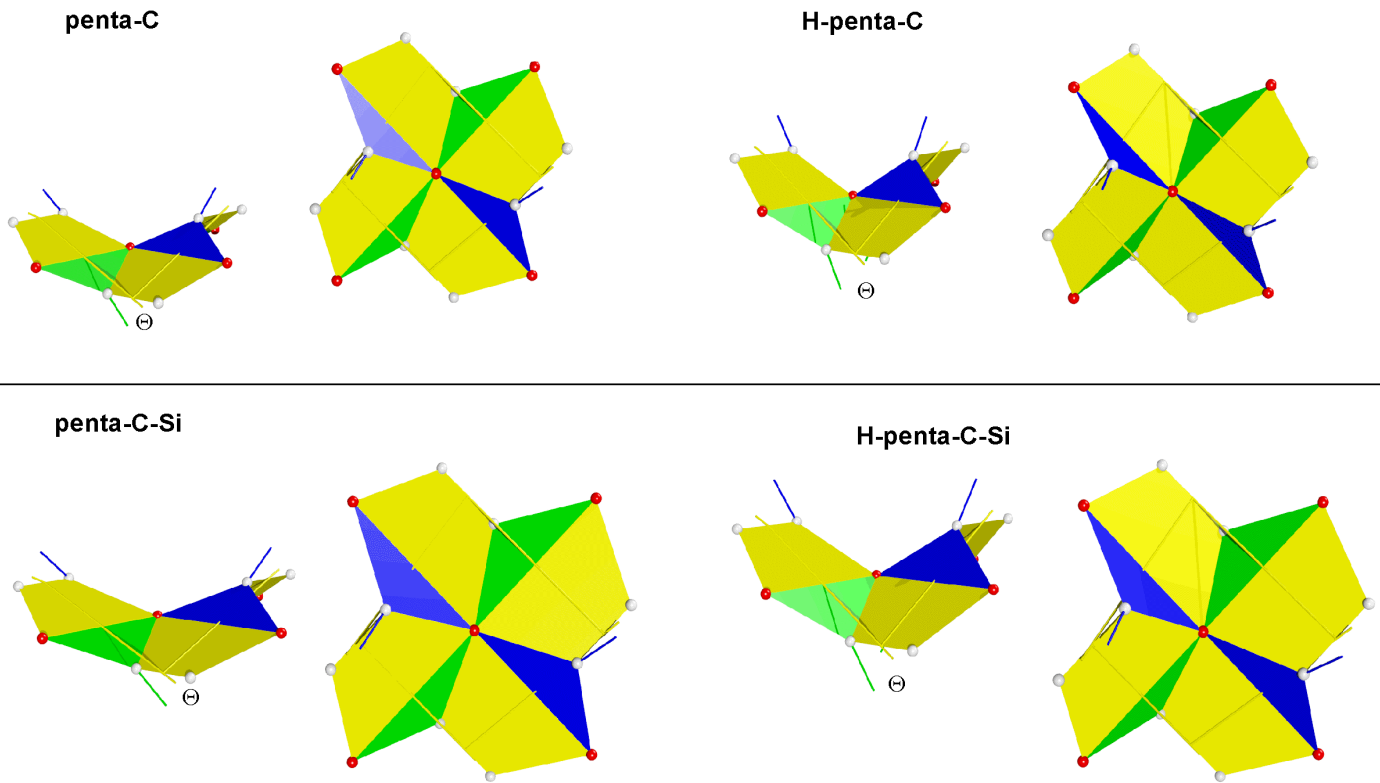 penta-C
H-penta-C
Θ
Θ
penta-C-Si
H-penta-C-Si
Θ
Θ